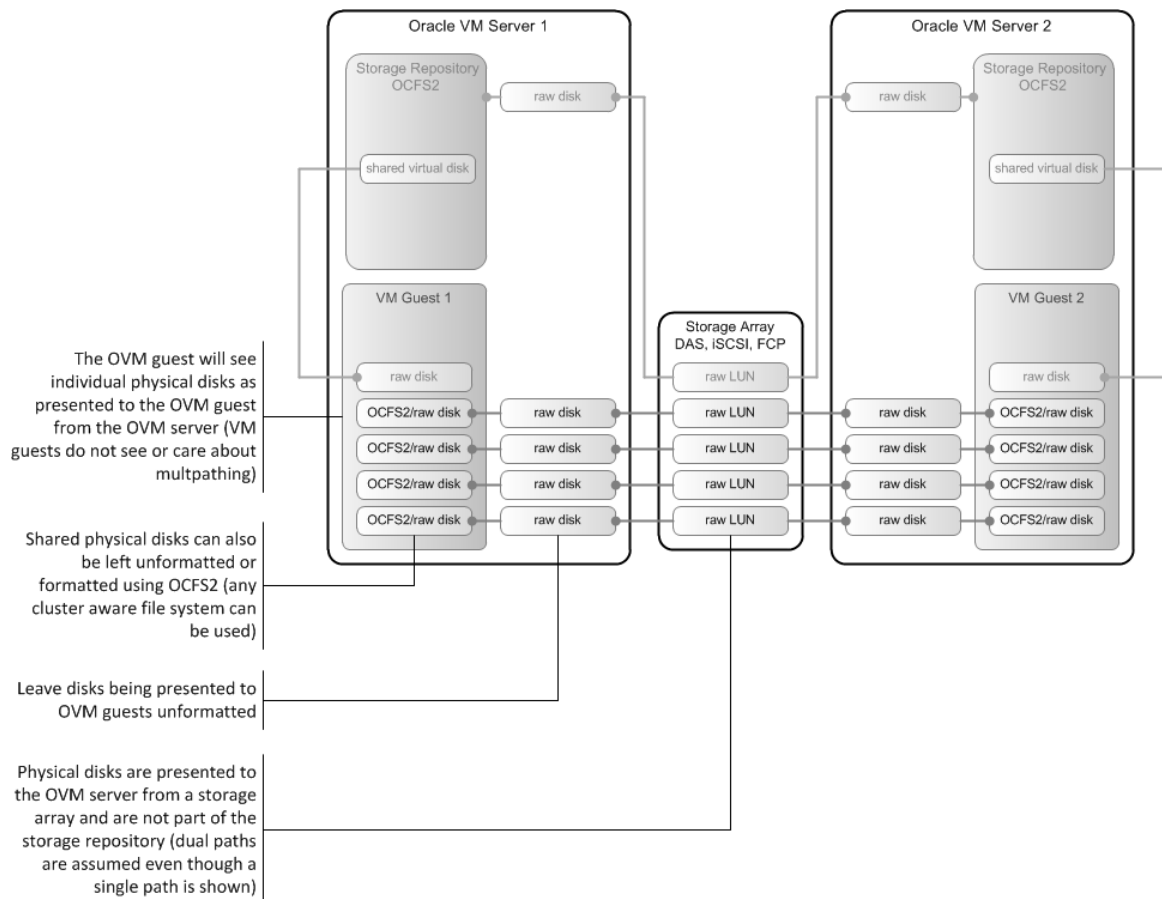 Oracle VM Server 1
Storage Repository
OCFS2
raw disk
shared virtual disk
VM Guest 1
raw disk
OCFS2/raw disk
raw disk
OCFS2/raw disk
raw disk
OCFS2/raw disk
raw disk
OCFS2/raw disk
raw disk
Storage Array
DAS, iSCSI, FCP
raw LUN
raw LUN
raw LUN
raw LUN
raw LUN
Oracle VM Server 2
Storage Repository
OCFS2
raw disk
shared virtual disk
VM Guest 2
raw disk
raw disk
OCFS2/raw disk
raw disk
OCFS2/raw disk
raw disk
OCFS2/raw disk
raw disk
OCFS2/raw disk
The OVM guest will see
individual physical disks as
presented to the OVM guest
from the OVM server (VM
guests do not see or care about
multpathing)
Shared physical disks can also
be left unformatted or
formatted using OCFS2 (any
cluster aware file system can
be used)
Leave disks being presented to
OVM guests unformatted
Physical disks are presented to
the OVM server from a storage
array and are not part of the
storage repository (dual paths
are assumed even though a
single path is shown)